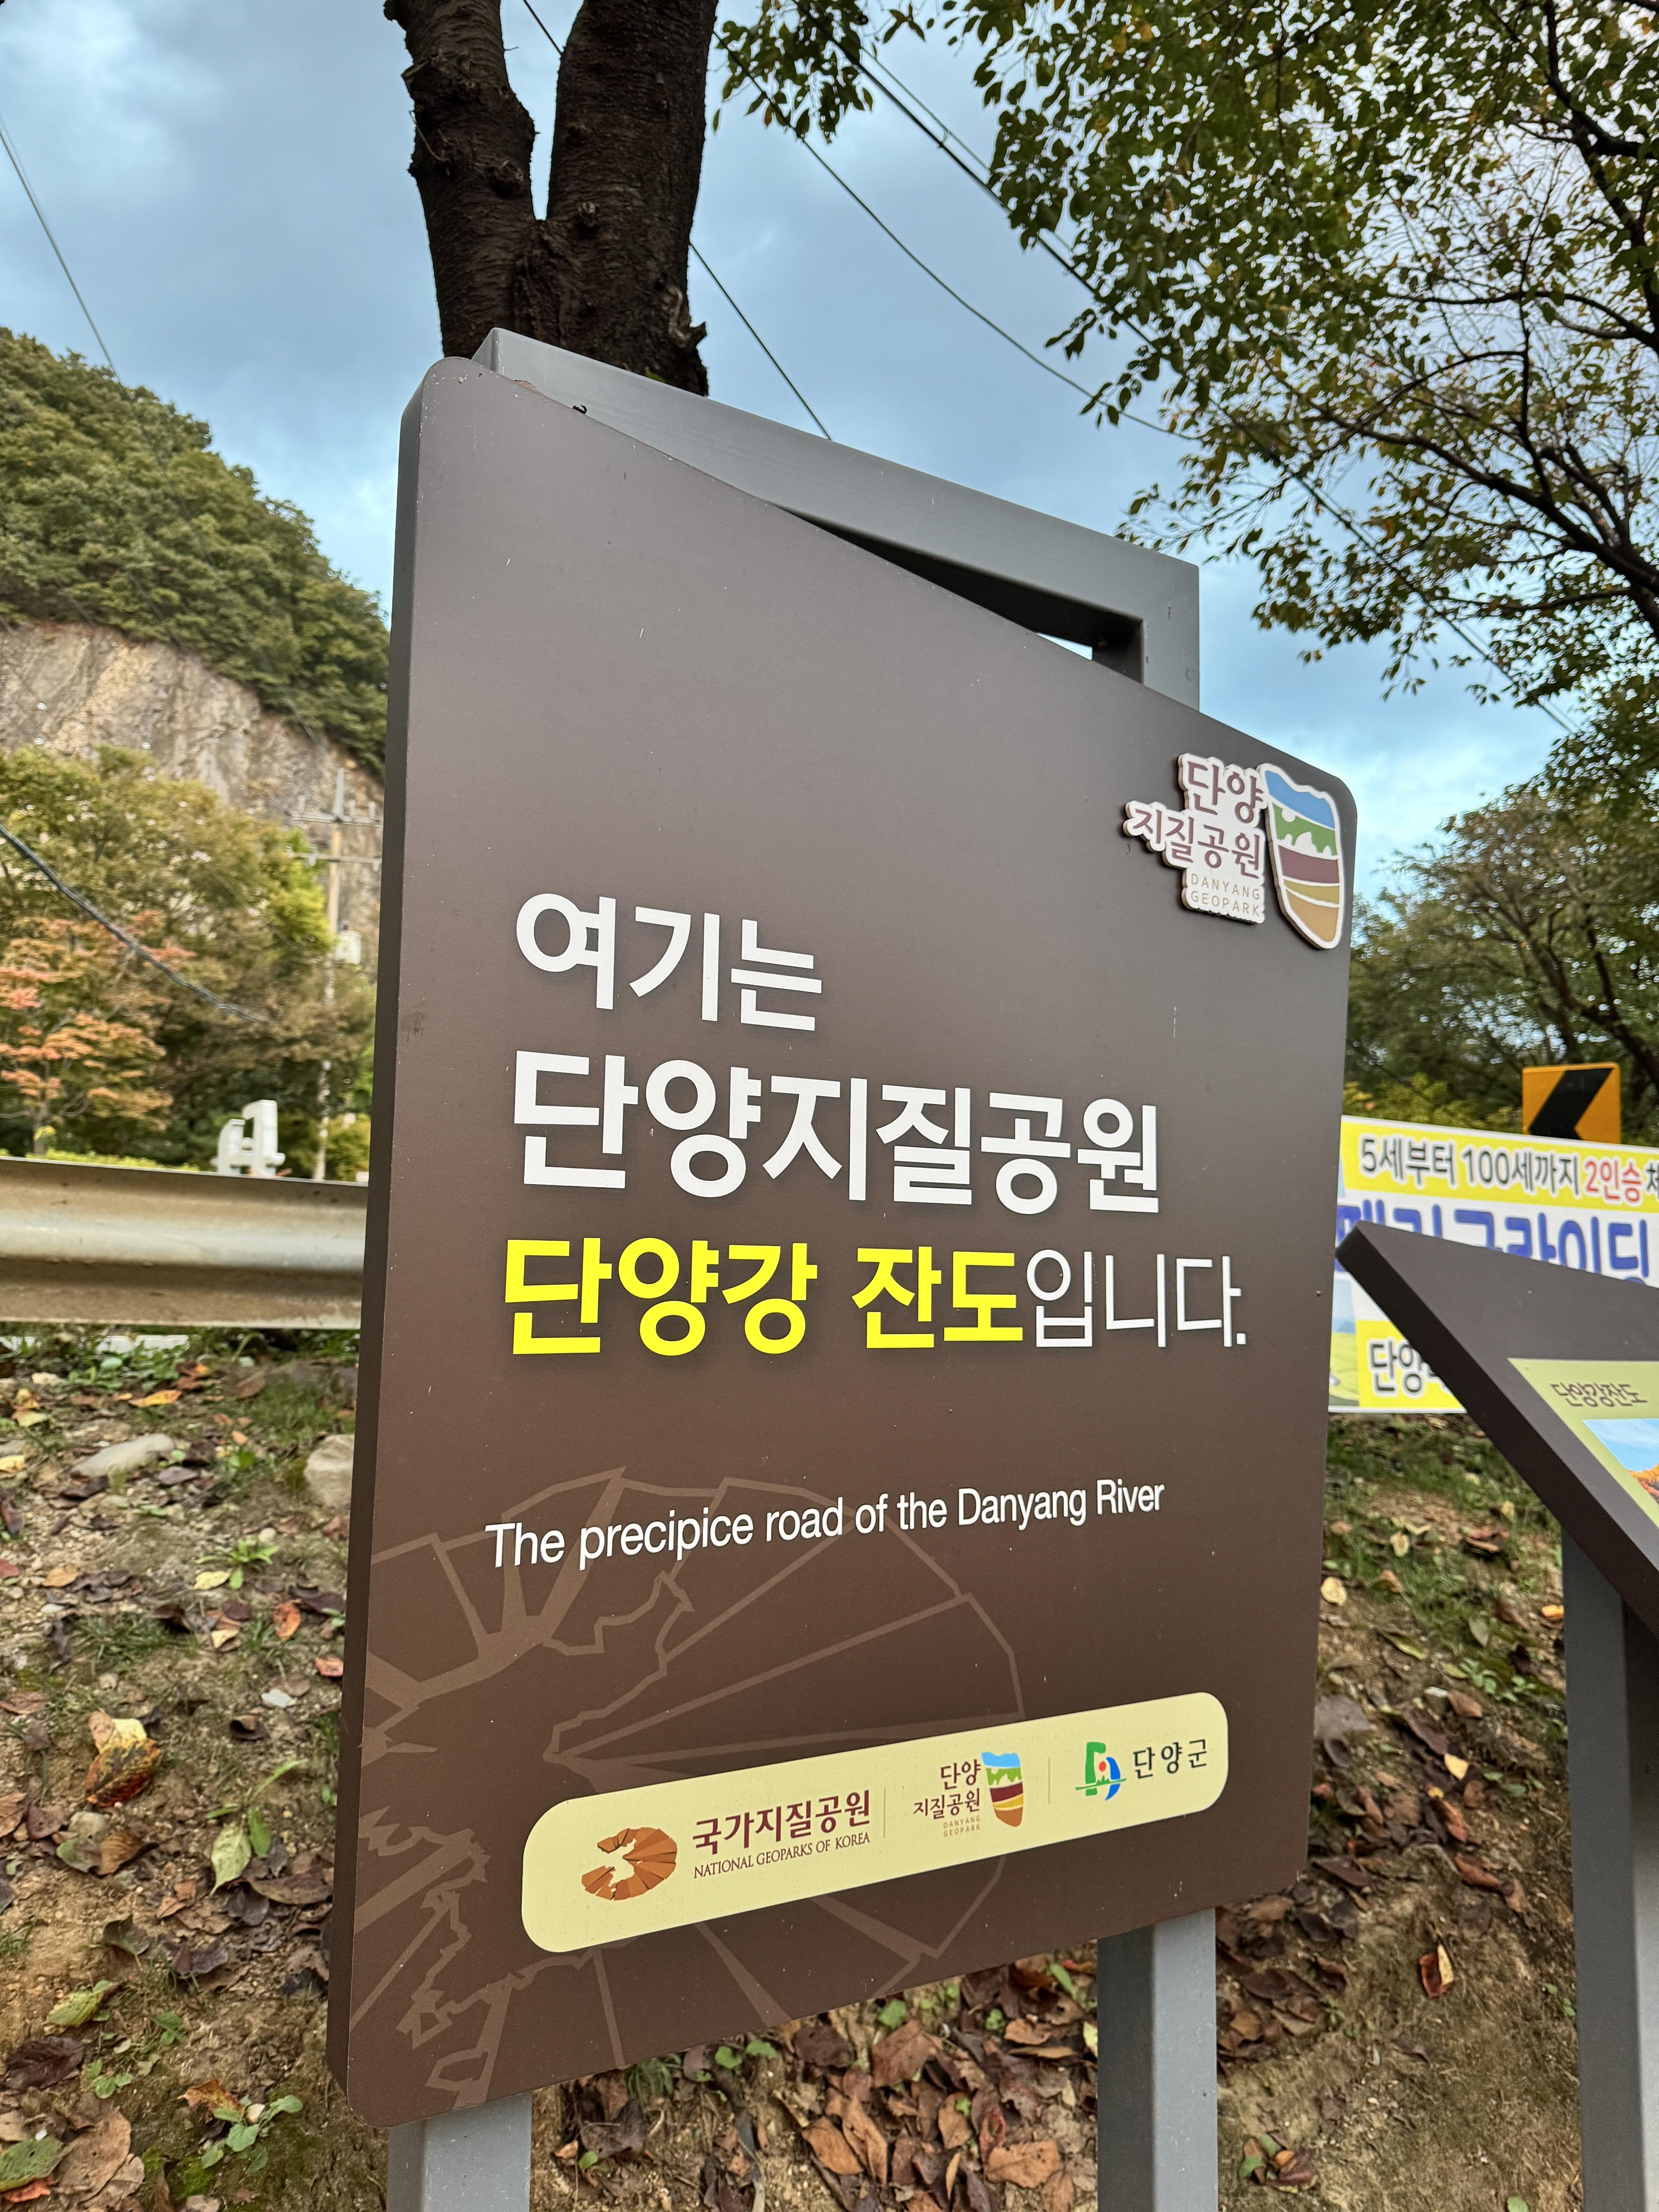 단양
지질공원
DANYANG
GEOPARK
여기는
단양지질공원
단양강 잔도입니다.
The precipice road of the Danyang River
국가지질공원
NATIONAL GEOPARKS OF KOREA
단양
지질공원
DANYANG
GEOPARK
단양군
5세부터 100세까지 2인승
단양강잔도